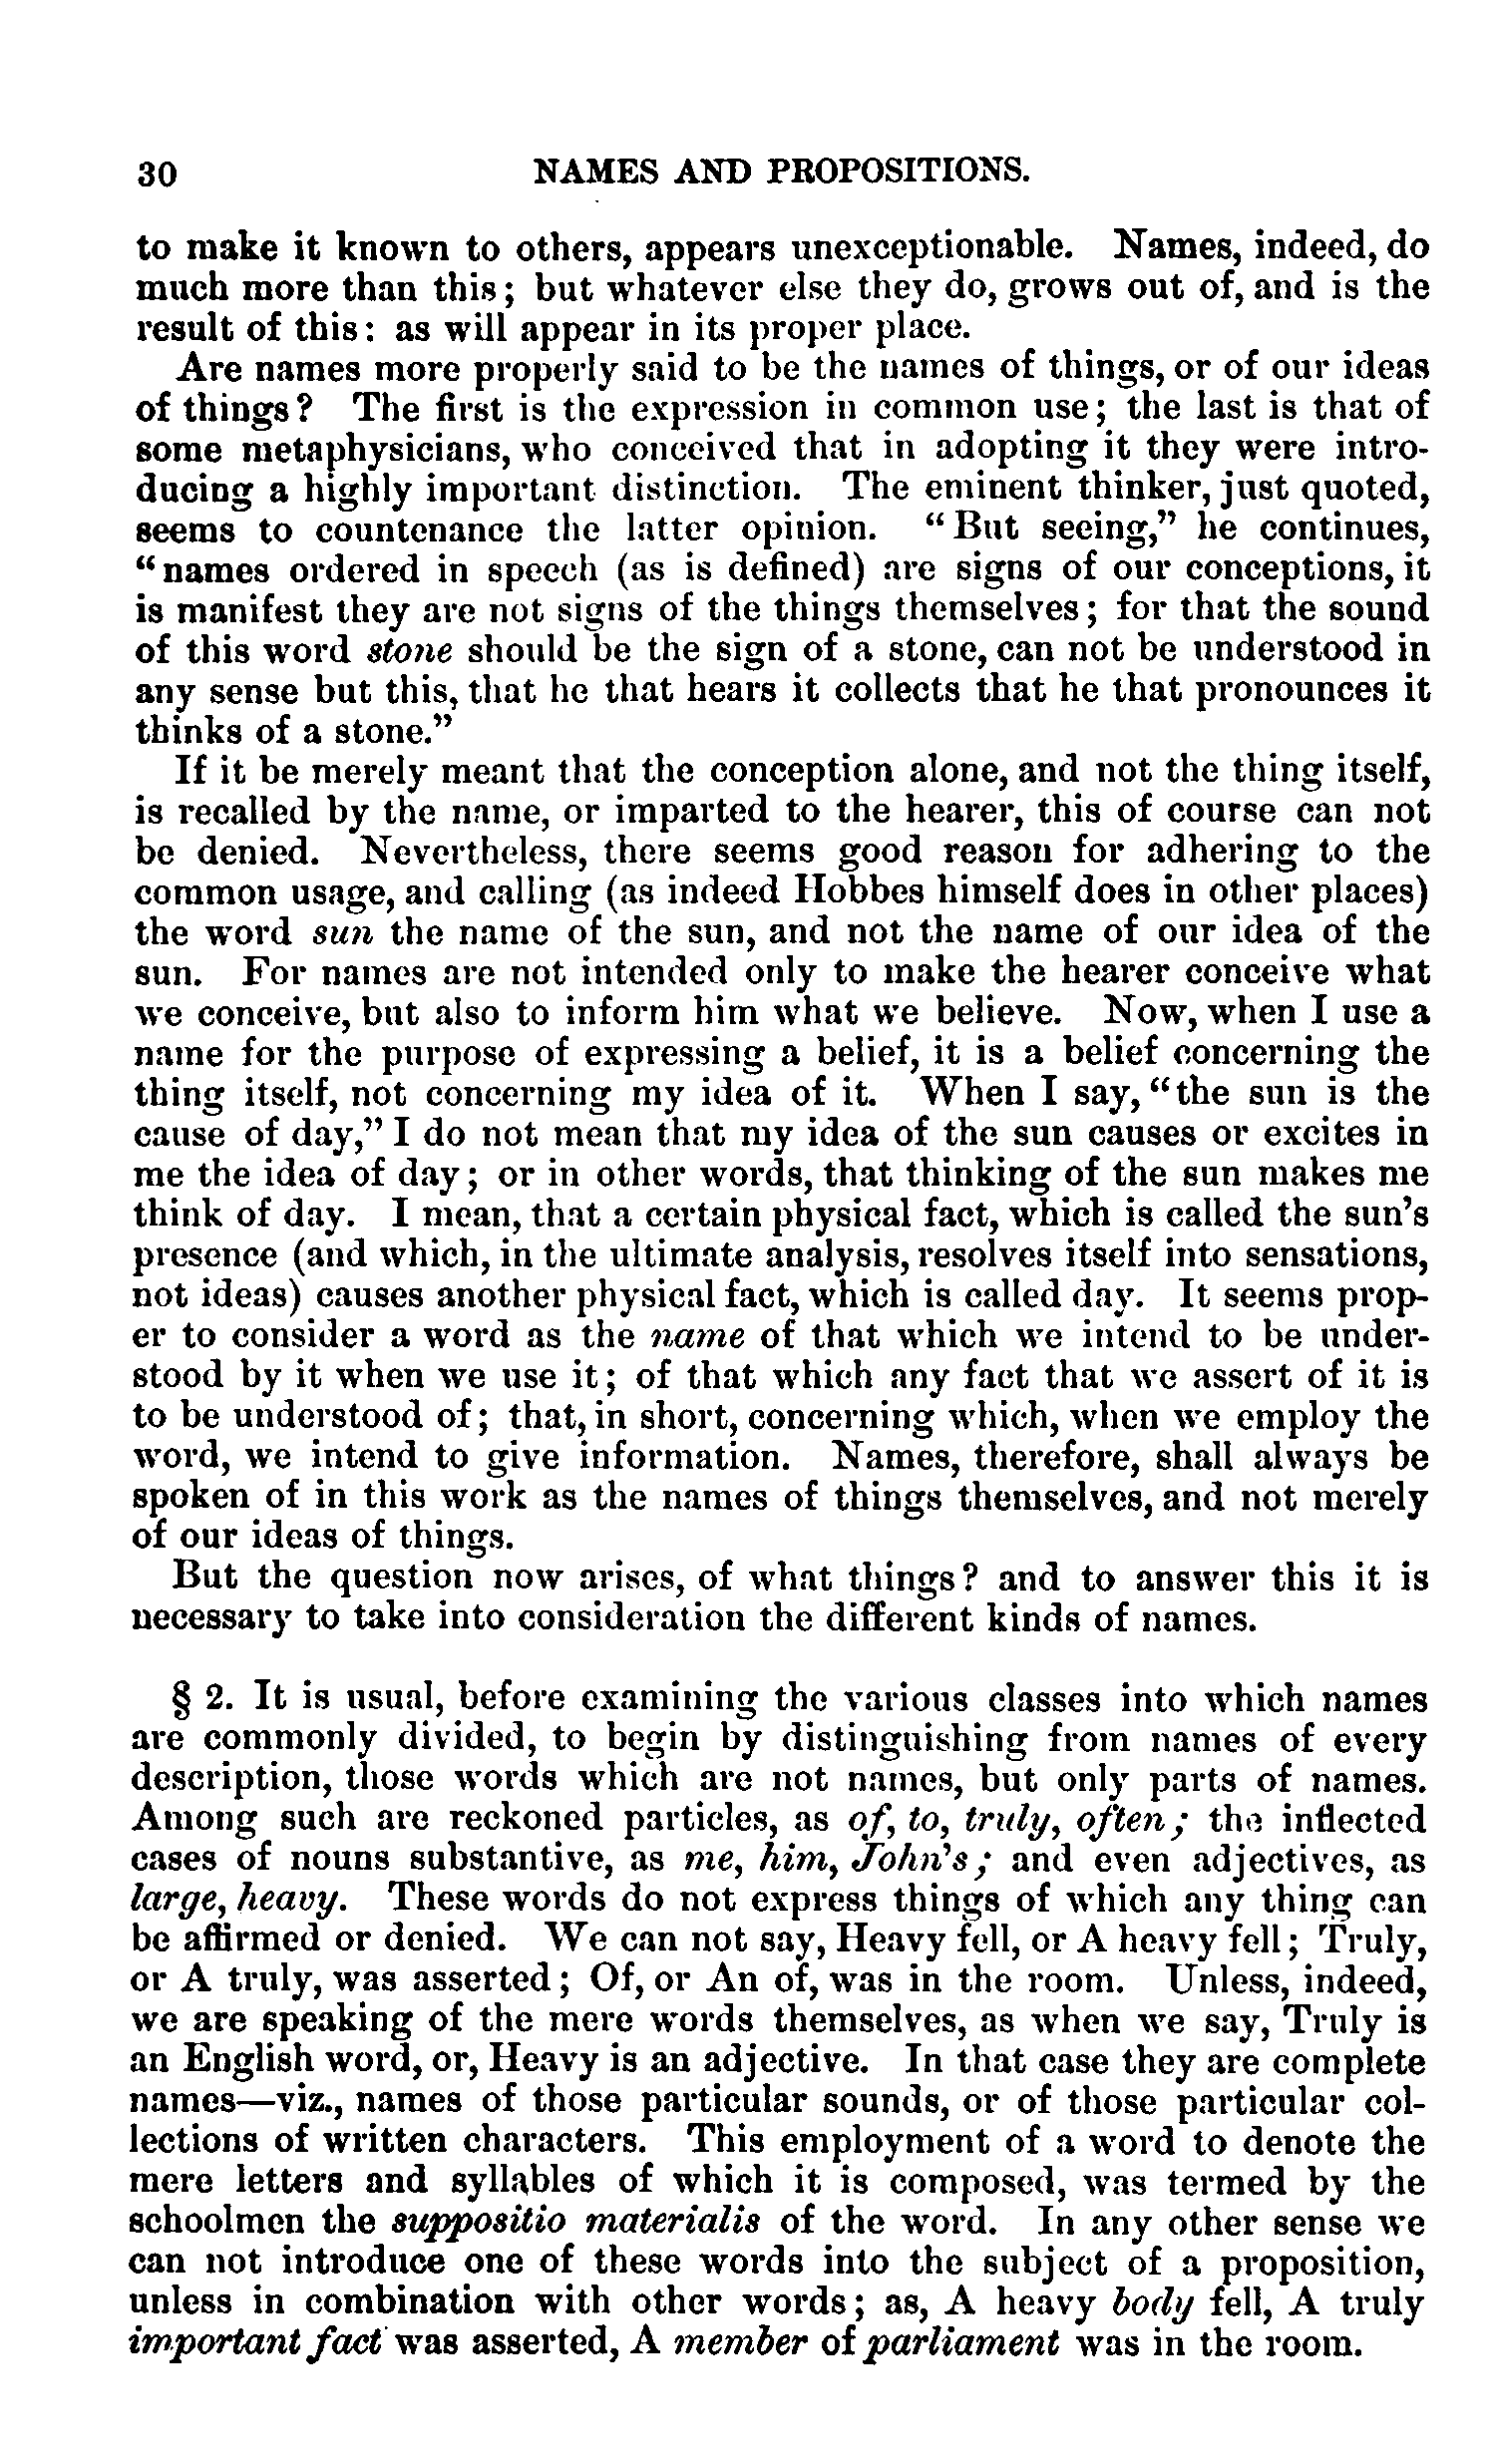 30 NAMES AND PROPOSITIONS.
to make it known to others, appears unexceptionable. Names, indeed, do
much more than this; but whatever else they do, grows out of, and is the
result of this: as will appear in its proper place.
Are names more properly said to be the names of things, or of our ideas
of things? The first is the expression in common use; the last is that of
some metaphysicians, who conceived that in adopting it they were intro-
ducing a highly important distinction. The eminent thinker, just quoted,
seems to countenance the latter opinion. “But seeing,” he continues,
“names ordered in speech (as is defined) are signs of our conceptions, it
is manifest they are not signs of the things themselves; for that the sound
of this word stone should be the sign of a stone, can not be understood in
any sense but this, that he that hears it collects that he that pronounces it
thinks of a stone.”
If it be merely meant that the conception alone, and not the thing itself,
is recalled by the name, or imparted to the hearer, this of course can not
be denied. Nevertheless, there seems good reason for adhering to the
common usage, and calling (as indeed Hobbes himself does in other places)
the word sun the name of the sun, and not the name of our idea of the
sun. For names are not intended only to make the hearer conceive what
we conceive, but also to inform him what we believe. Now, when I use a
name for the purpose of expressing a belief, it is a belief concerning the
thing itself, not concerning my idea of it. When I say, “the sun is the
cause of day,” I do not mean that my idea of the sun causes or excites in
me the idea of day; or in other words, that thinking of the sun makes me
think of day. I mean, that a certain physical fact, which is called the sun’s
presence (and which, in the ultimate analysis, resolves itself into sensations,
not ideas) causes another physical fact, which is called day. It seems prop-
er to consider a word as the name of that which we intend to be under-
stood by it when we use it; of that which any fact that we assert of it is
to be understood of; that, in short, concerning which, when we employ the
word, we intend to give information. Names, therefore, shall always be
spoken of in this work as the names of things themselves, and not merely
of our ideas of things.
But the question now arises, of what things? and to answer this it is
necessary to take into consideration the different kinds of names.
§ 2. It is usual, before examining the various classes into which names
are commonly divided, to begin by distinguishing from names of every
description, those words which are not names, but only parts of names.
Among such are reckoned particles, as of, to, truly, often; the inflected
cases of nouns substantive, as me, him, John’s; and even adjectives, as
large, heavy. These words do not express things of which any thing can
be affirmed or denied. We can not say, Heavy fell, or A heavy fell; Truly,
or A truly, was asserted; Of, or An of, was in the room. Unless, indeed,
we are speaking of the mere words themselves, as when we say, Truly is
an English word, or, Heavy is an adjective. In that case they are complete
names—viz., names of those particular sounds, or of those particular col-
lections of written characters. This employment of a word to denote the
mere letters and syllables of which it is composed, was termed by the
schoolmen the suppositio materialis of the word. In any other sense we
can not introduce one of these words into the subject of a proposition,
unless in combination with other words; as, A heavy body fell, A truly
important fact was asserted, A member of parliament was in the room.